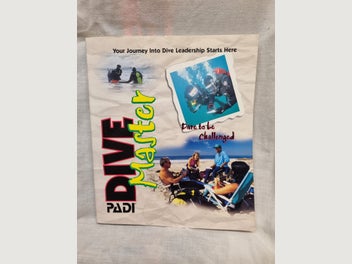 Your Journey Into Dive Leadership Starts Here
DIVE
Master
Dare to be
Challenged
PADI